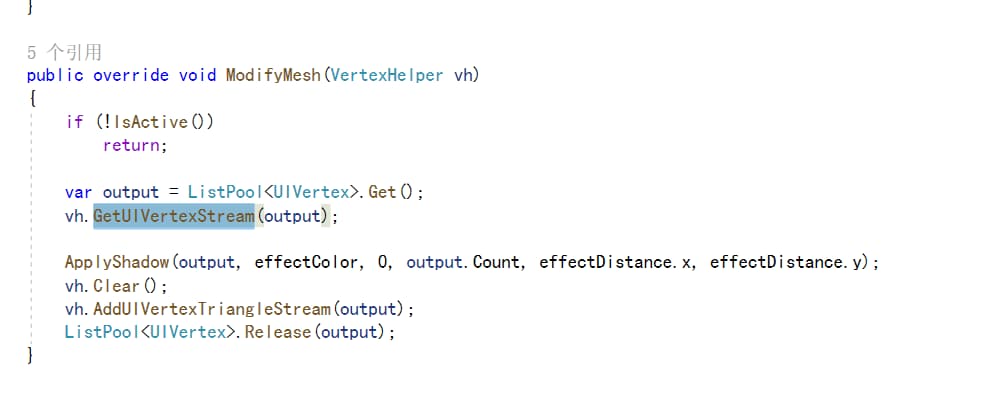 }
5 个引用
public override void ModifyMesh(VertexHelper vh)
{
if (!IsActive())
return;
var output = ListPool<UIVertex>.Get();
vh.GetUIVertexStream(output);
ApplyShadow(output, effectColor, 0, output.Count, effectDistance.x, effectDistance.y);
vh.Clear();
vh.AddUIVertexTriangleStream(output);
ListPool<UIVertex>.Release(output);
}